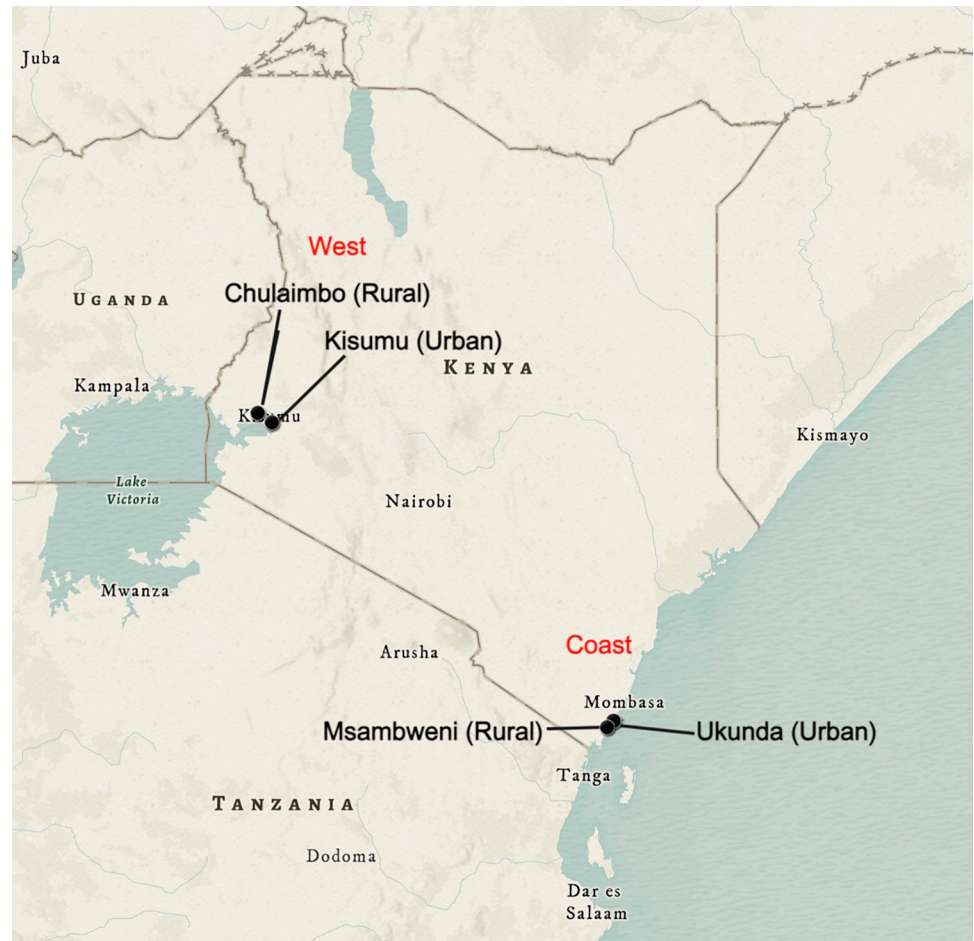 Juba
West
UGANDA
Chulaimbo (Rural)
Kisumu (Urban)
KENYA
Kampala
Kisumu
Kismayo
Lake
Victoria
Nairobi
Mwanza
Coast
Arusha
Mombasa
Msambweni (Rural)
Ukunda (Urban)
Tanga
TANZANIA
Dodoma
Dar es
Salaam